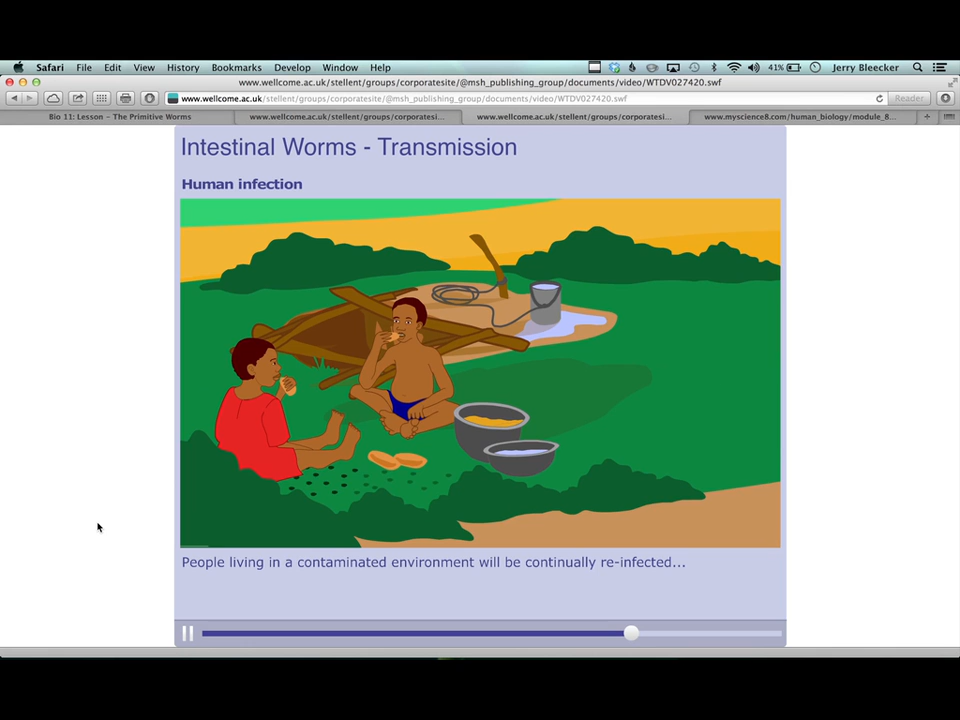 Safari File Edit View History Bookmarks Develop Window Help 41% Jerry Bleecker
www.wellcome.ac.uk/stellent/groups/corporatesite/@msh_publishing_group/documents/video/WTDV027420.swf
www.wellcome.ac.uk/stellent/groups/corporatesite/@msh_publishing_group/documents/video/WTDV027420.swf Reader
Bio 11: Lesson – The Primitive Worms www.wellcome.ac.uk/stellent/groups/corporatesi... www.wellcome.ac.uk/stellent/groups/corporatesi... www.myscience8.com/human_biology/module_8...
Intestinal Worms - Transmission
Human infection
People living in a contaminated environment will be continually re-infected...